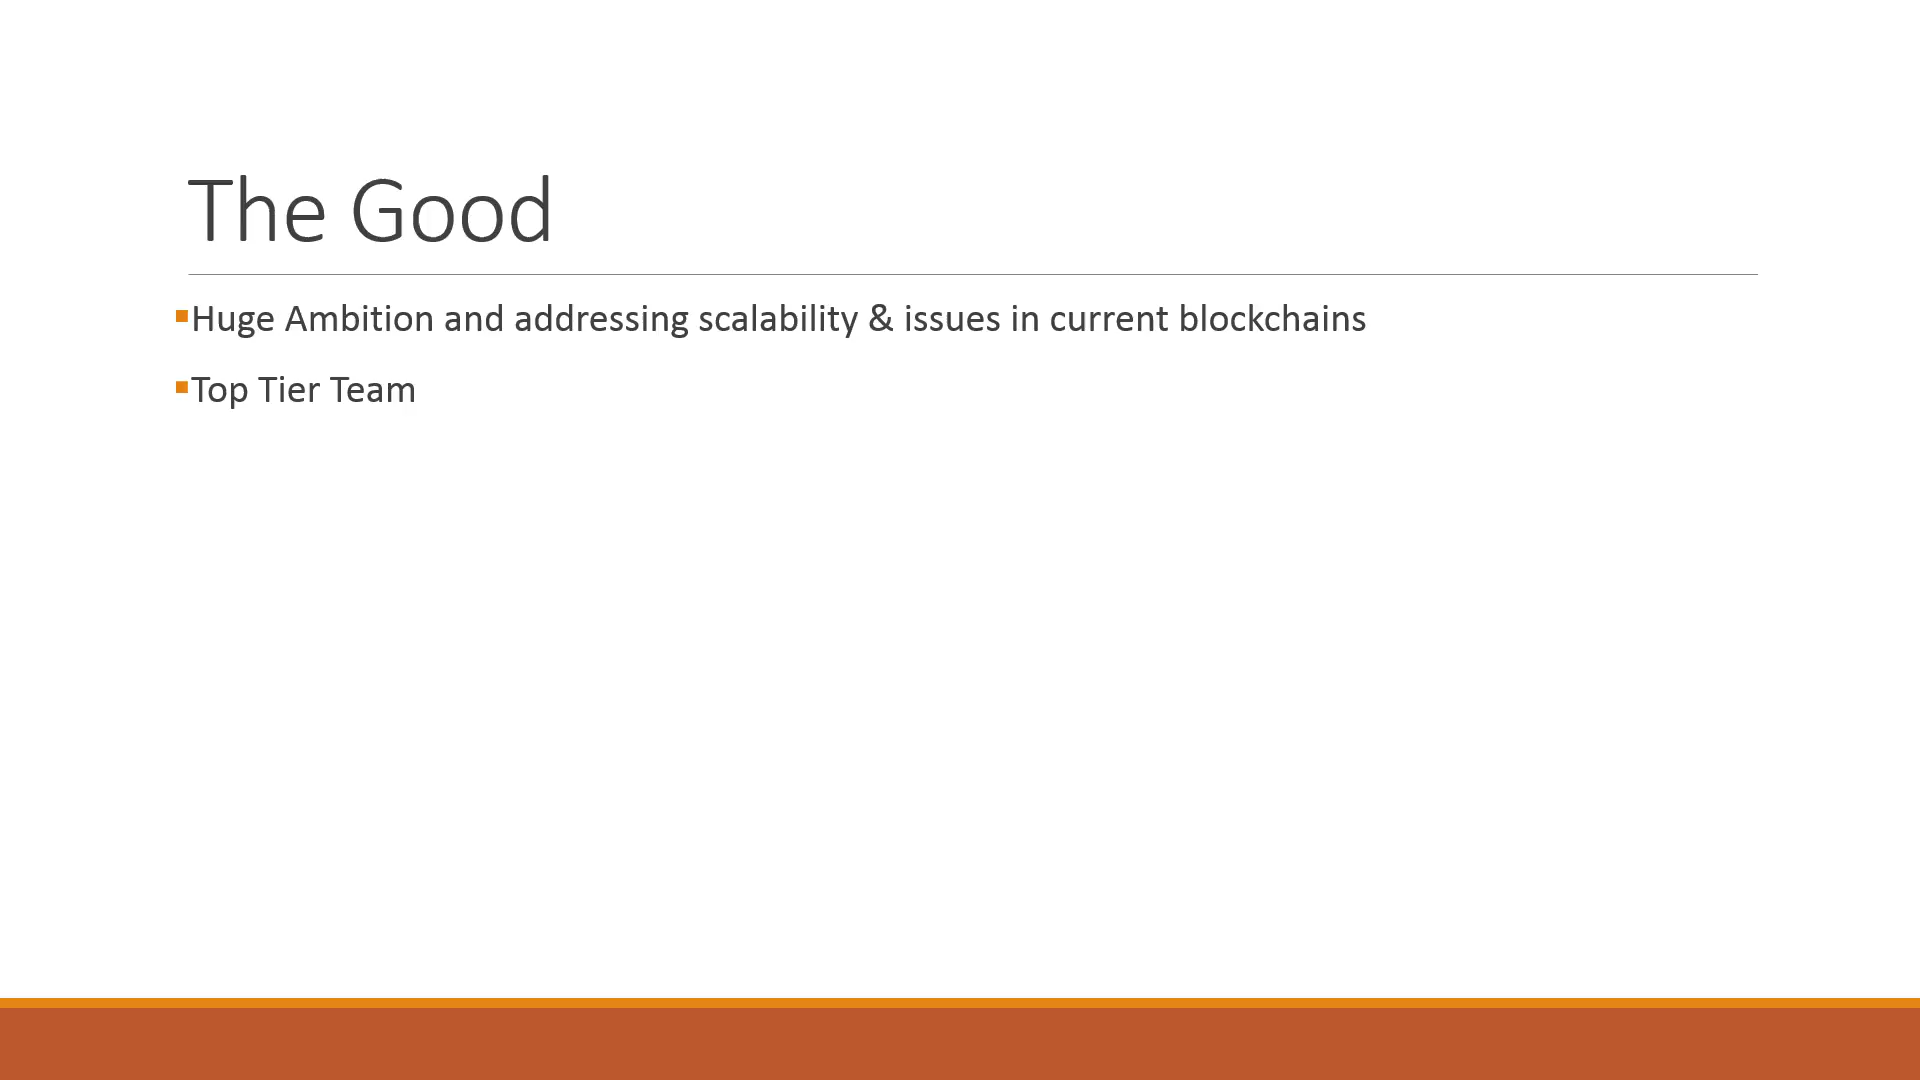 The Good
Huge Ambition and addressing scalability & issues in current blockchains
Top Tier Team